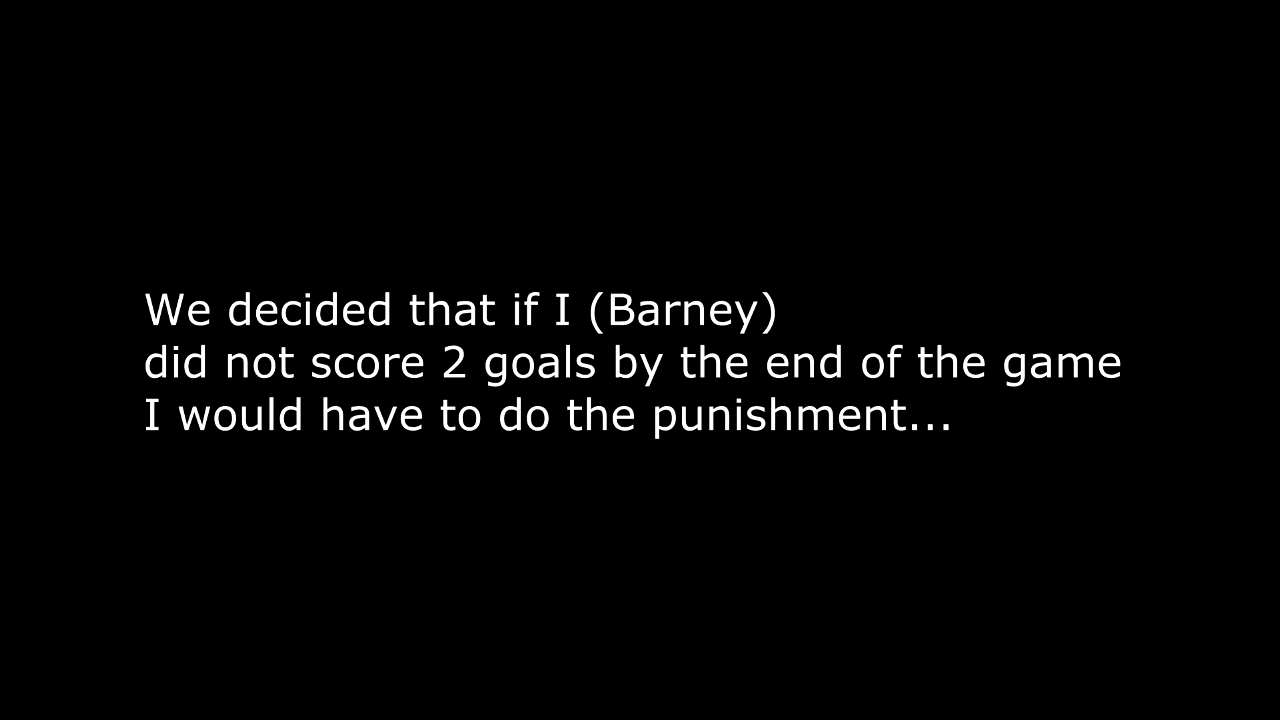 We decided that if I (Barney)
did not score 2 goals by the end of the game
I would have to do the punishment...